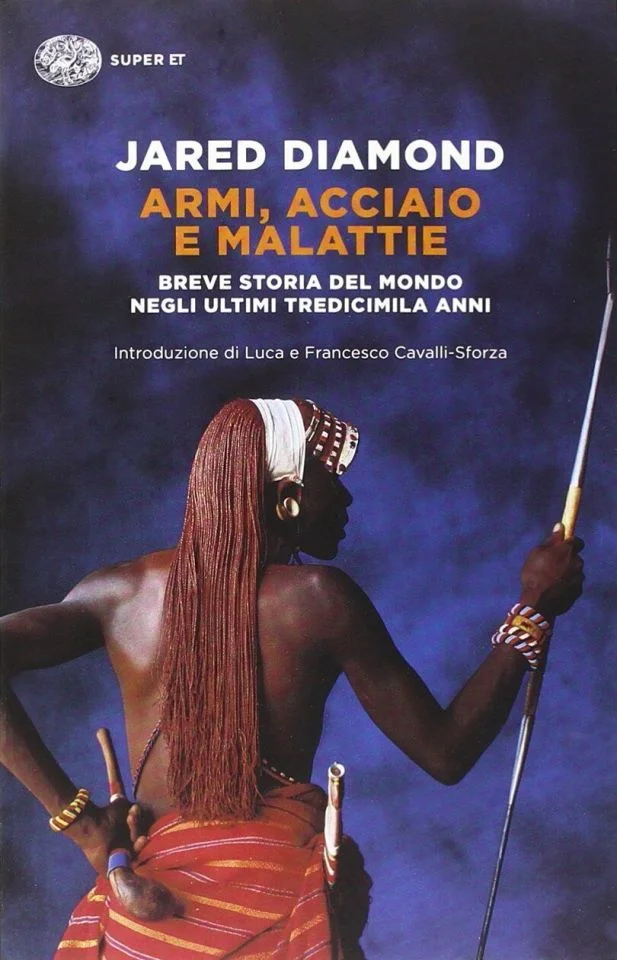 SUPER ET
JARED DIAMOND
ARMI, ACCIAIO
E MALATTIE
BREVE STORIA DEL MONDO
NEGLI ULTIMI TREDICIMILA ANNI
Introduzione di Luca e Francesco Cavalli-Sforza